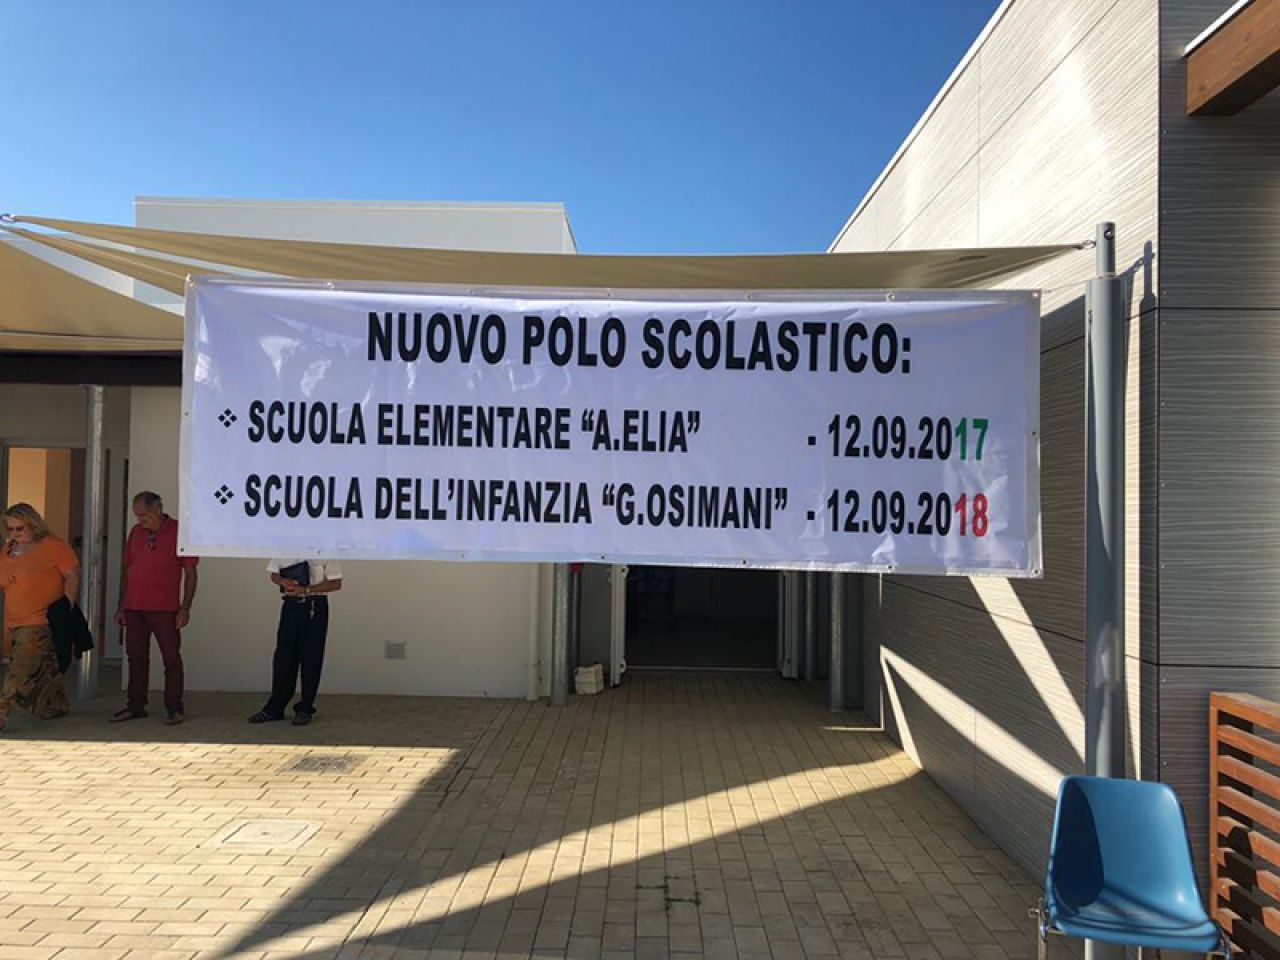 NUOVO POLO SCOLASTICO:
❖ SCUOLA ELEMENTARE “A.ELIA” - 12.09.2017
❖ SCUOLA DELL’INFANZIA “G.OSIMANI” - 12.09.2018